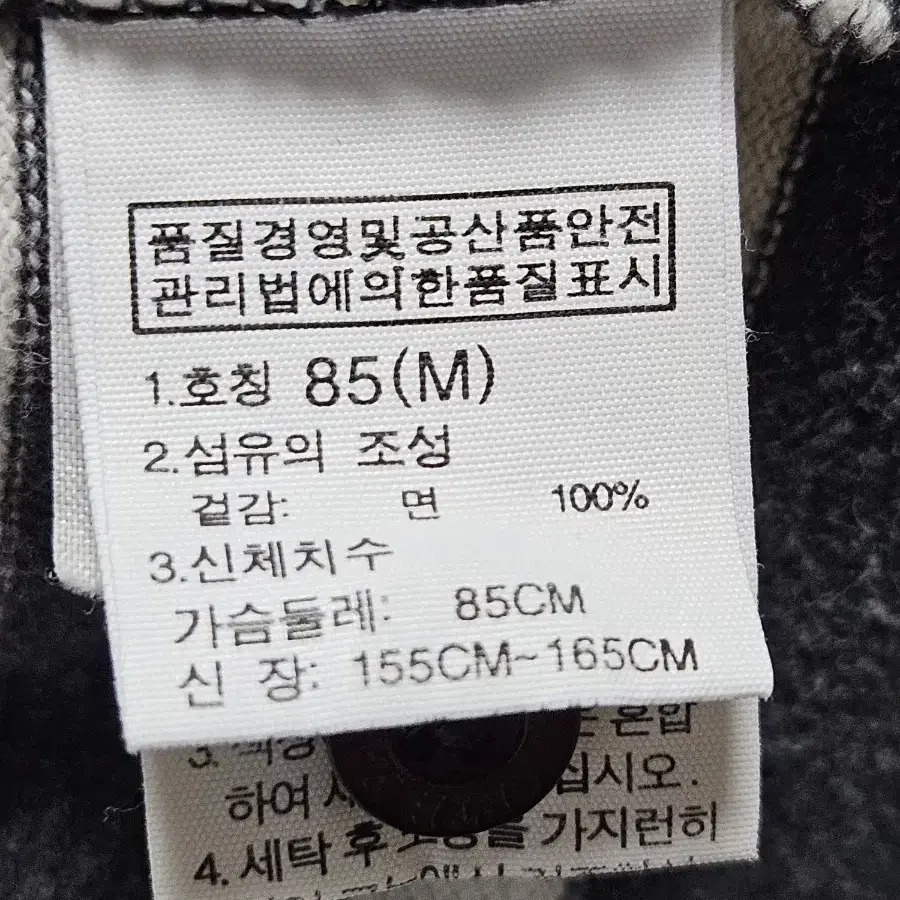 품질경영및공산품안전
관리법에의한품질표시
1.호칭 85(M)
2.섬유의 조성
겉감: 면 100%
3.신체치수
가슴둘레: 85CM
신 장: 155CM~165CM
3. 혼합
하여 십시오.
4. 세탁 후 가지런히